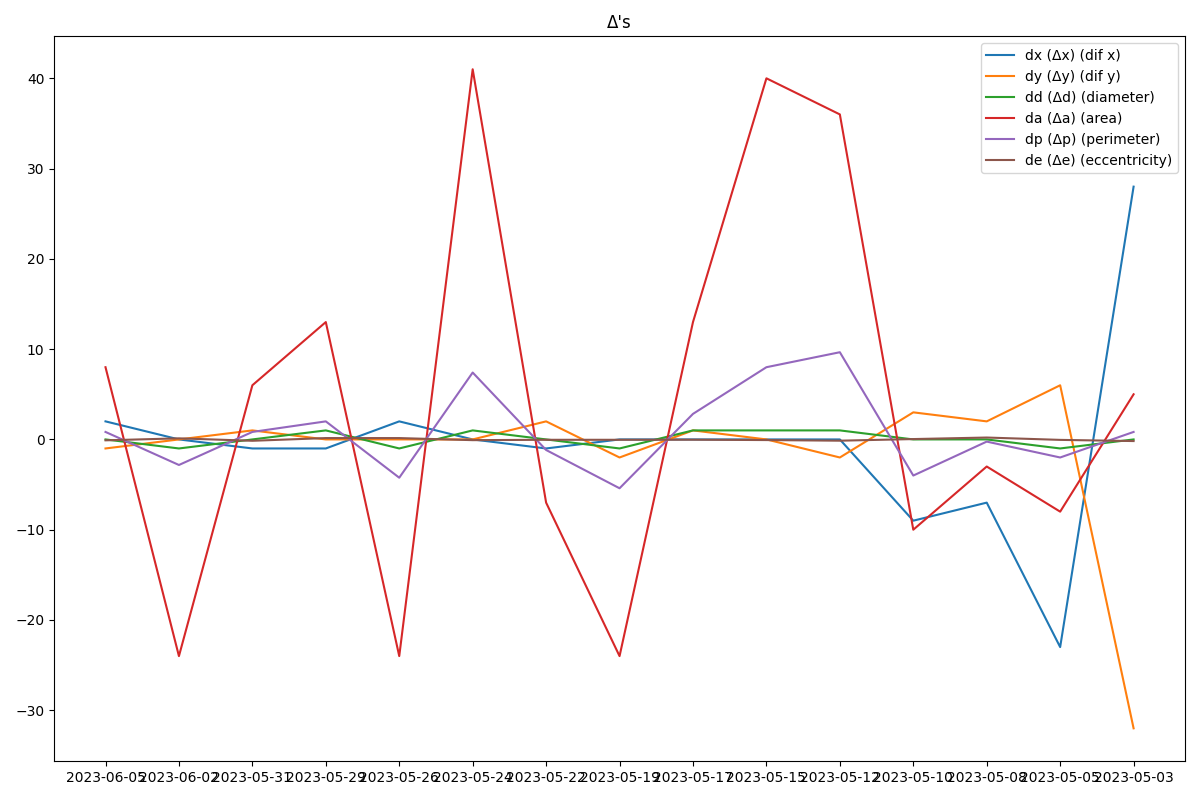 Δ's
dx (Δx) (dif x)
dy (Δy) (dif y)
dd (Δd) (diameter)
da (Δa) (area)
dp (Δp) (perimeter)
de (Δe) (eccentricity)
40
30
20
10
0
−10
−20
−30
2023-06-05 2023-06-02 2023-05-31 2023-05-29 2023-05-26 2023-05-24 2023-05-22 2023-05-19 2023-05-17 2023-05-15 2023-05-12 2023-05-10 2023-05-08 2023-05-05 2023-05-03